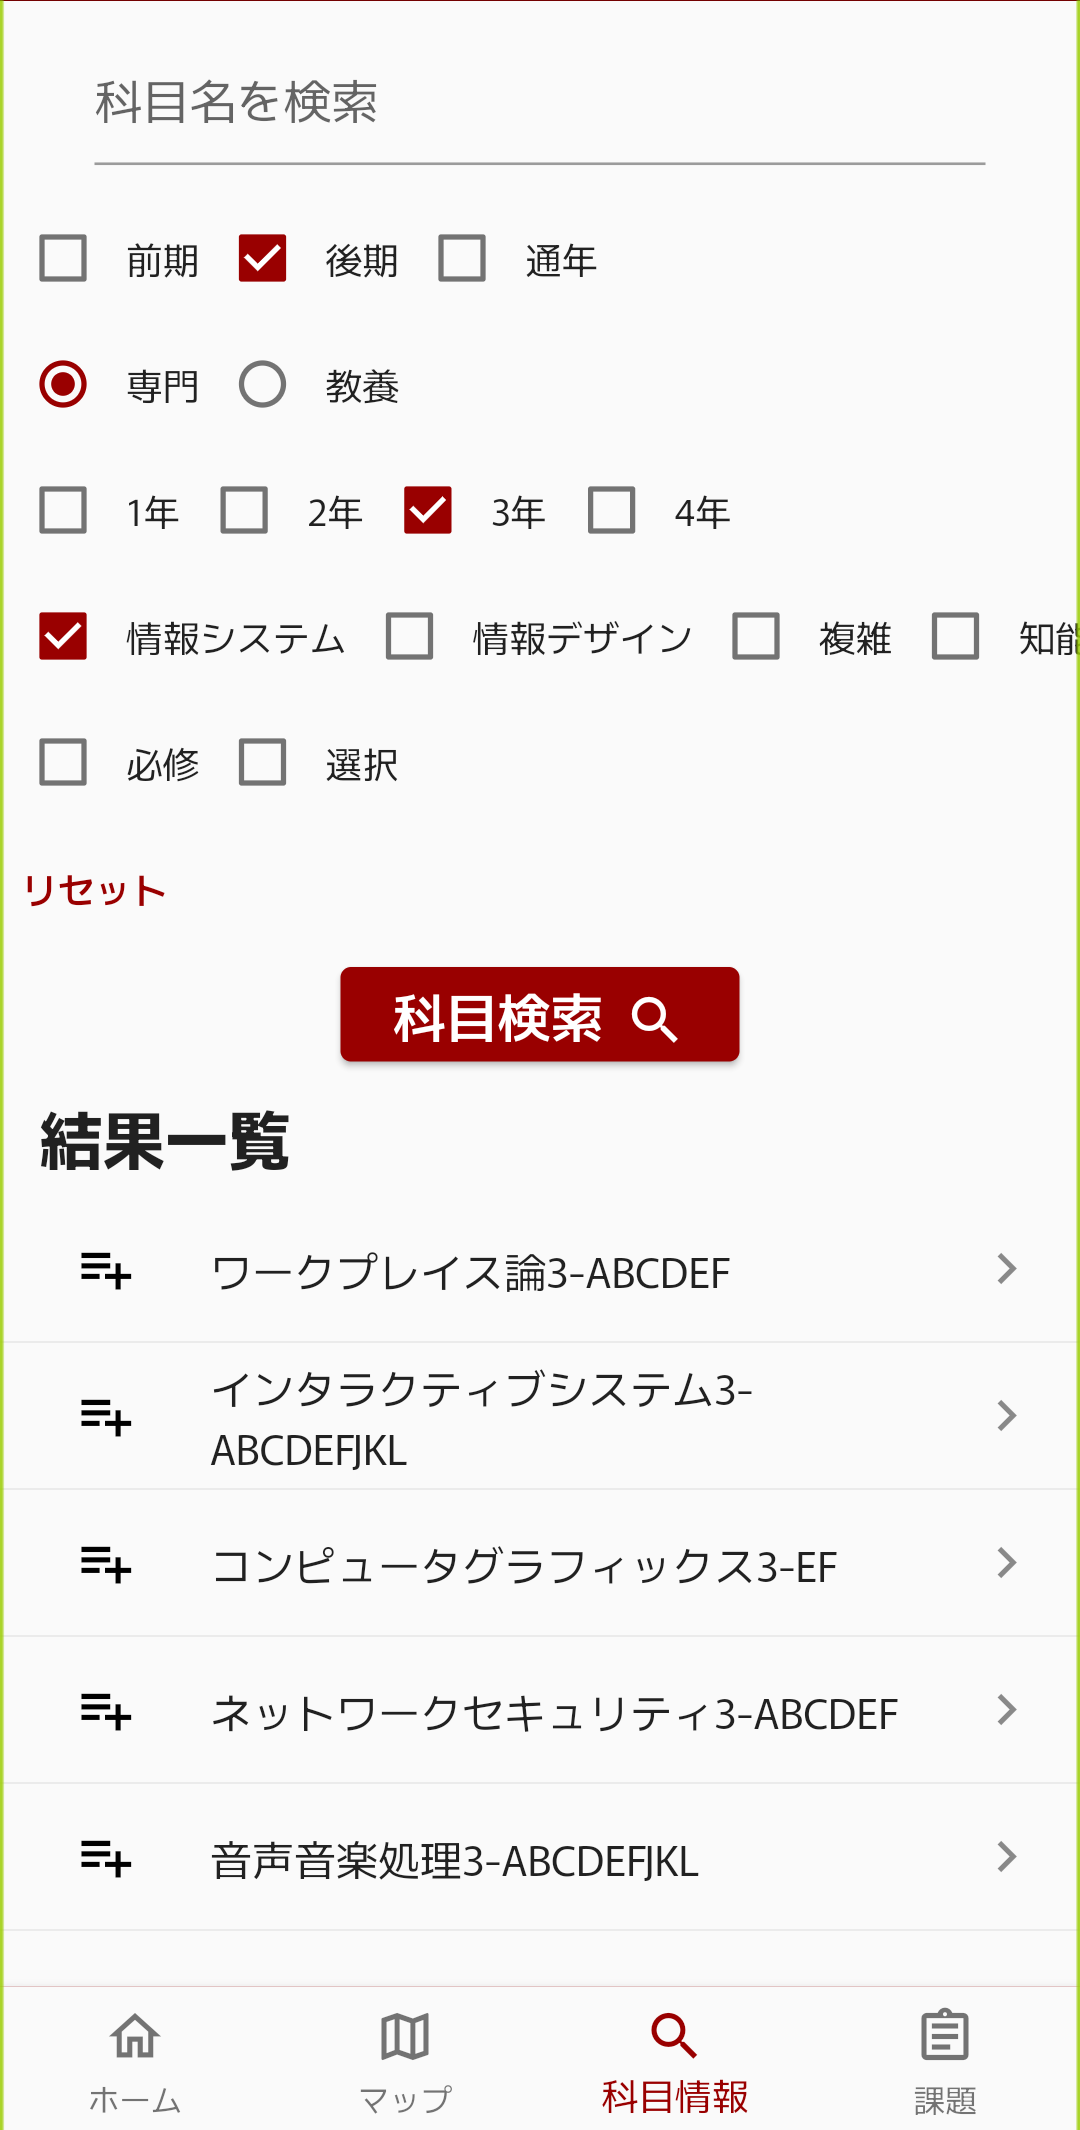 科目名を検索
前期 後期 通年
専門 教養
1年 2年 3年 4年
情報システム 情報デザイン 複雑 知能
必修 選択
リセット
科目検索
結果一覧
ワークプレイス論3-ABCDEF
インタラクティブシステム3-
ABCDEFJKL
コンピュータグラフィックス3-EF
ネットワークセキュリティ3-ABCDEF
音声音楽処理3-ABCDEFJKL
ホーム マップ 科目情報 課題